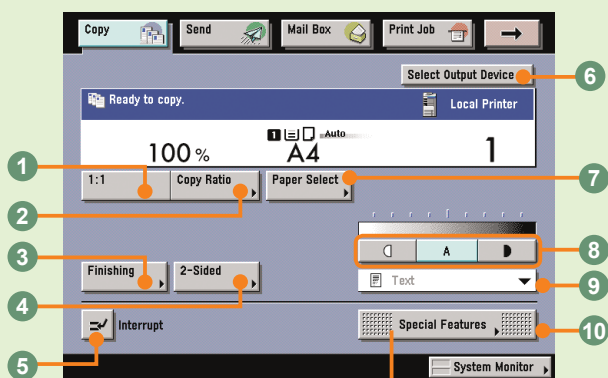 Copy Send Mail Box Print Job
Select Output Device 6
Ready to copy. Local Printer
1 Auto
100 % A4 1
1 1:1 Copy Ratio Paper Select 7
2
A 8
3 Finishing 2-Sided Text 9
4
Interrupt Special Features 10
5
System Monitor